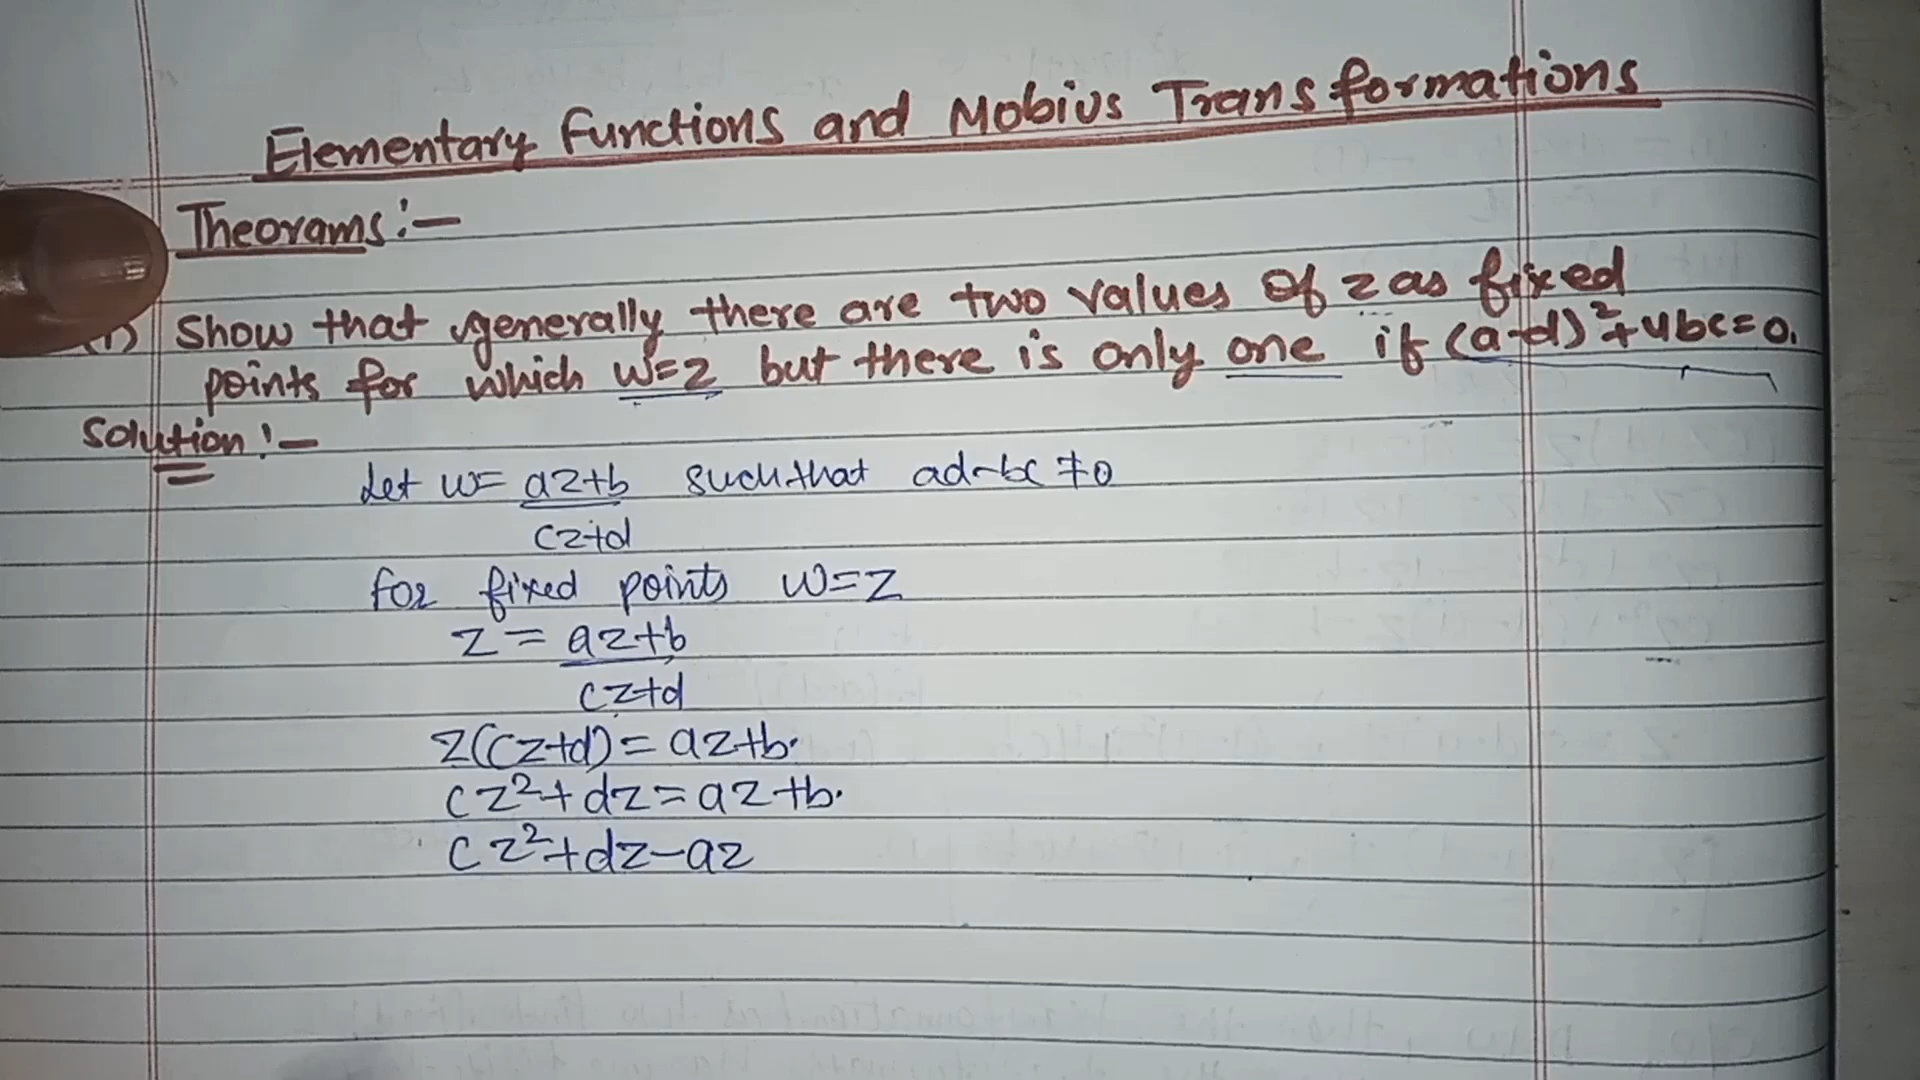 Elementary Functions and Mobius Transformations
Theorams:-
(1) Show that generally there are two values of z as fixed
points for which w=z but there is only one if (a-d)²+4bc=0.
Solution:-
Let w= az+b such that ad-bc≠0
cz+d
for fixed points w=z
z = az+b
cz+d
z(cz+d)=az+b.
cz²+dz=az+b.
cz²+dz-az